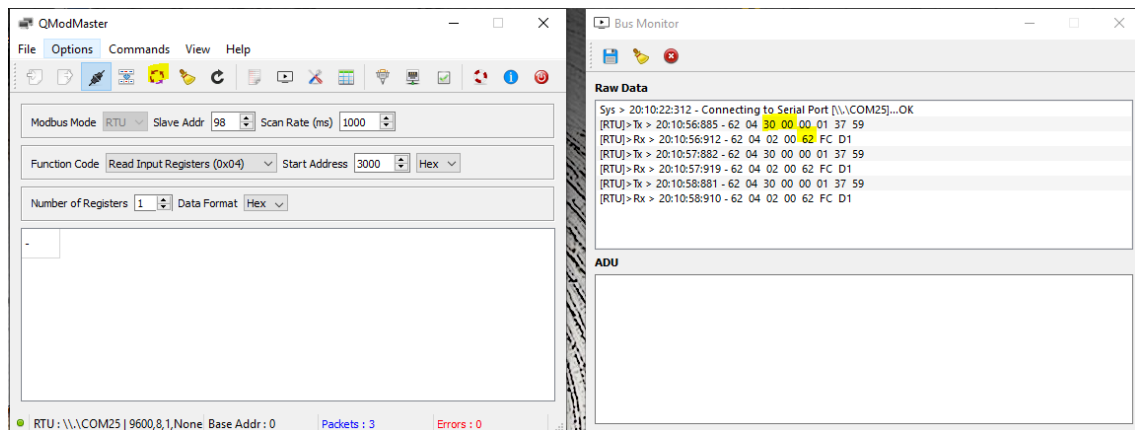 QModMaster
File Options Commands View Help
Modbus Mode RTU Slave Addr 98 Scan Rate (ms) 1000
Function Code Read Input Registers (0x04) Start Address 3000 Hex
Number of Registers 1 Data Format Hex
-
RTU : \\.\COM25 | 9600,8,1,None Base Addr : 0 Packets : 3 Errors : 0
Bus Monitor
Raw Data
Sys > 20:10:22:312 - Connecting to Serial Port [\\.\COM25]...OK
[RTU]>Tx > 20:10:56:885 - 62 04 30 00 00 01 37 59
[RTU]>Rx > 20:10:56:912 - 62 04 02 00 62 FC D1
[RTU]>Tx > 20:10:57:882 - 62 04 30 00 00 01 37 59
[RTU]>Rx > 20:10:57:919 - 62 04 02 00 62 FC D1
[RTU]>Tx > 20:10:58:881 - 62 04 30 00 00 01 37 59
[RTU]>Rx > 20:10:58:910 - 62 04 02 00 62 FC D1
ADU